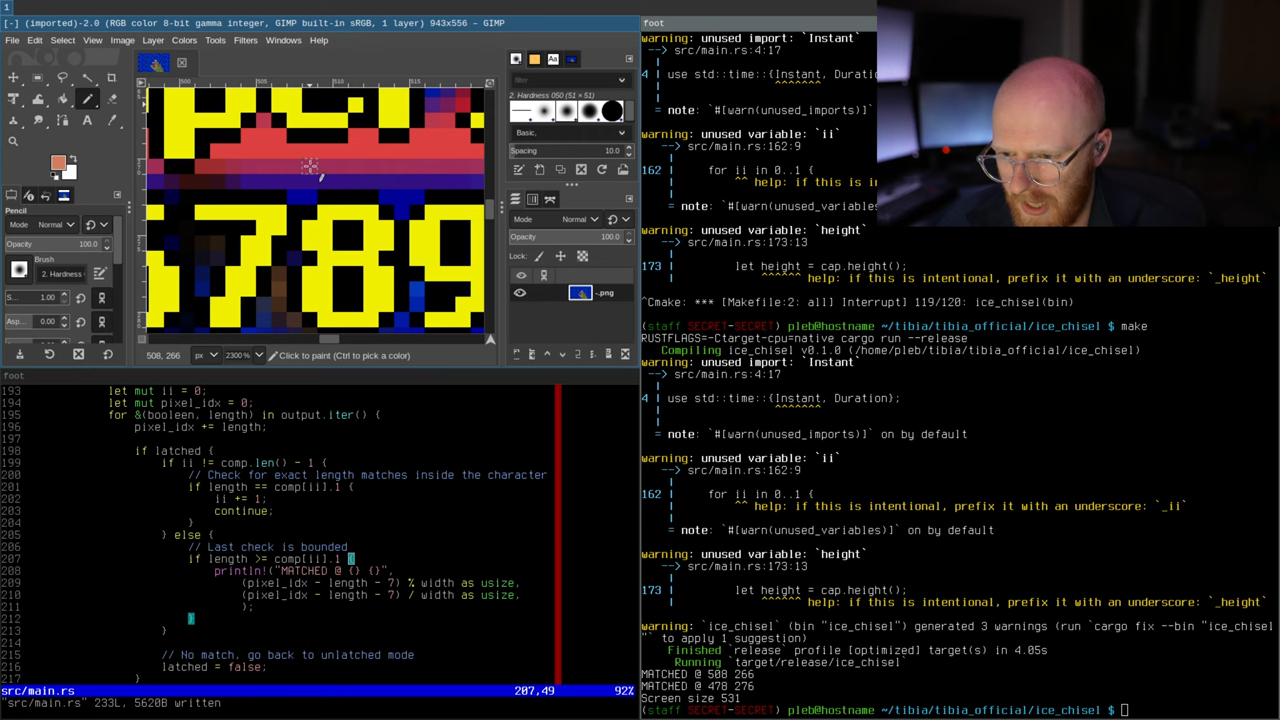 1
[-] (imported)-2.0 (RGB color 8-bit gamma integer, GIMP built-in sRGB, 1 layer) 943x556 – GIMP
File Edit Select View Image Layer Colors Tools Filters Windows Help
500 505 510 515
Aa
filter
2. Hardness 050 (51 × 51)
Basic,
Spacing 10.0
Pencil
Mode Normal
Opacity 100.0
Brush
2. Hardness
S... 1.00
Asp... 0.00
Mode Normal
Opacity 100.0
Lock:
-.png
789
508, 266 px 2300% Click to paint (Ctrl to pick a color)
foot
193 let mut ii = 0;
194 let mut pixel_idx = 0;
195 for &(booleen, length) in output.iter() {
196 pixel_idx += length;
197
198 if latched {
199 if ii != comp.len() - 1 {
200 // Check for exact length matches inside the character
201 if length == comp[ii].1 {
202 ii += 1;
203 continue;
204 }
205 } else {
206 // Last check is bounded
207 if length >= comp[ii].1 {
208 println!("MATCHED @ {} {}",
209 (pixel_idx - length - 7) % width as usize,
210 (pixel_idx - length - 7) / width as usize,
211 );
212 }
213 }
214
215 // No match, go back to unlatched mode
216 latched = false;
217 }
src/main.rs 207,49 92%
"src/main.rs" 233L, 5620B written
foot
warning: unused import: `Instant`
--> src/main.rs:4:17
|
4 | use std::time::{Instant, Duratio
| ^^^^^^^
|
= note: `#[warn(unused_imports)]`
warning: unused variable: `ii`
--> src/main.rs:162:9
|
162 | for ii in 0..1 {
| ^^ help: if this is in
|
= note: `#[warn(unused_variables
warning: unused variable: `height`
--> src/main.rs:173:13
|
173 | let height = cap.height();
| ^^^^^^ help: if this is intentional, prefix it with an underscore: `_height`
^Cmake: *** [Makefile:2: all] Interrupt] 119/120: ice_chisel(bin)
(staff SECRET-SECRET) pleb@hostname ~/tibia/tibia_official/ice_chisel $ make
RUSTFLAGS=-Ctarget-cpu=native cargo run --release
Compiling ice_chisel v0.1.0 (/home/pleb/tibia/tibia_official/ice_chisel)
warning: unused import: `Instant`
--> src/main.rs:4:17
|
4 | use std::time::{Instant, Duration};
| ^^^^^^^
|
= note: `#[warn(unused_imports)]` on by default
warning: unused variable: `ii`
--> src/main.rs:162:9
|
162 | for ii in 0..1 {
| ^^ help: if this is intentional, prefix it with an underscore: `_ii`
|
= note: `#[warn(unused_variables)]` on by default
warning: unused variable: `height`
--> src/main.rs:173:13
|
173 | let height = cap.height();
| ^^^^^^ help: if this is intentional, prefix it with an underscore: `_height`
warning: `ice_chisel` (bin "ice_chisel") generated 3 warnings (run `cargo fix --bin "ice_chisel
"` to apply 1 suggestion)
Finished `release` profile [optimized] target(s) in 4.05s
Running `target/release/ice_chisel`
MATCHED @ 508 266
MATCHED @ 478 276
Screen size 531
(staff SECRET-SECRET) pleb@hostname ~/tibia/tibia_official/ice_chisel $